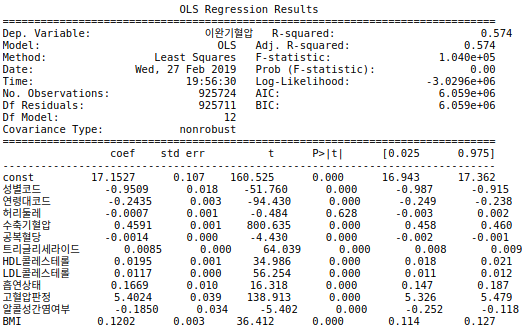 OLS Regression Results
==============================================================================
Dep. Variable: 이완기혈압 R-squared: 0.574
Model: OLS Adj. R-squared: 0.574
Method: Least Squares F-statistic: 1.040e+05
Date: Wed, 27 Feb 2019 Prob (F-statistic): 0.00
Time: 19:56:30 Log-Likelihood: -3.0296e+06
No. Observations: 925724 AIC: 6.059e+06
Df Residuals: 925711 BIC: 6.059e+06
Df Model: 12
Covariance Type: nonrobust
==============================================================================
coef std err t P>|t| [0.025 0.975]
------------------------------------------------------------------------------
const 17.1527 0.107 160.525 0.000 16.943 17.362
성별코드 -0.9509 0.018 -51.760 0.000 -0.987 -0.915
연령대코드 -0.2435 0.003 -94.430 0.000 -0.249 -0.238
허리둘레 -0.0007 0.001 -0.484 0.628 -0.003 0.002
수축기혈압 0.4591 0.001 800.635 0.000 0.458 0.460
공복혈당 -0.0014 0.000 -4.430 0.000 -0.002 -0.001
트리글리세라이드 0.0085 0.000 64.039 0.000 0.008 0.009
HDL콜레스테롤 0.0195 0.001 34.986 0.000 0.018 0.021
LDL콜레스테롤 0.0117 0.000 56.254 0.000 0.011 0.012
흡연상태 0.1669 0.010 16.318 0.000 0.147 0.187
고혈압판정 5.4024 0.039 138.913 0.000 5.326 5.479
알콜성간염여부 -0.1850 0.034 -5.402 0.000 -0.252 -0.118
BMI 0.1202 0.003 36.412 0.000 0.114 0.127